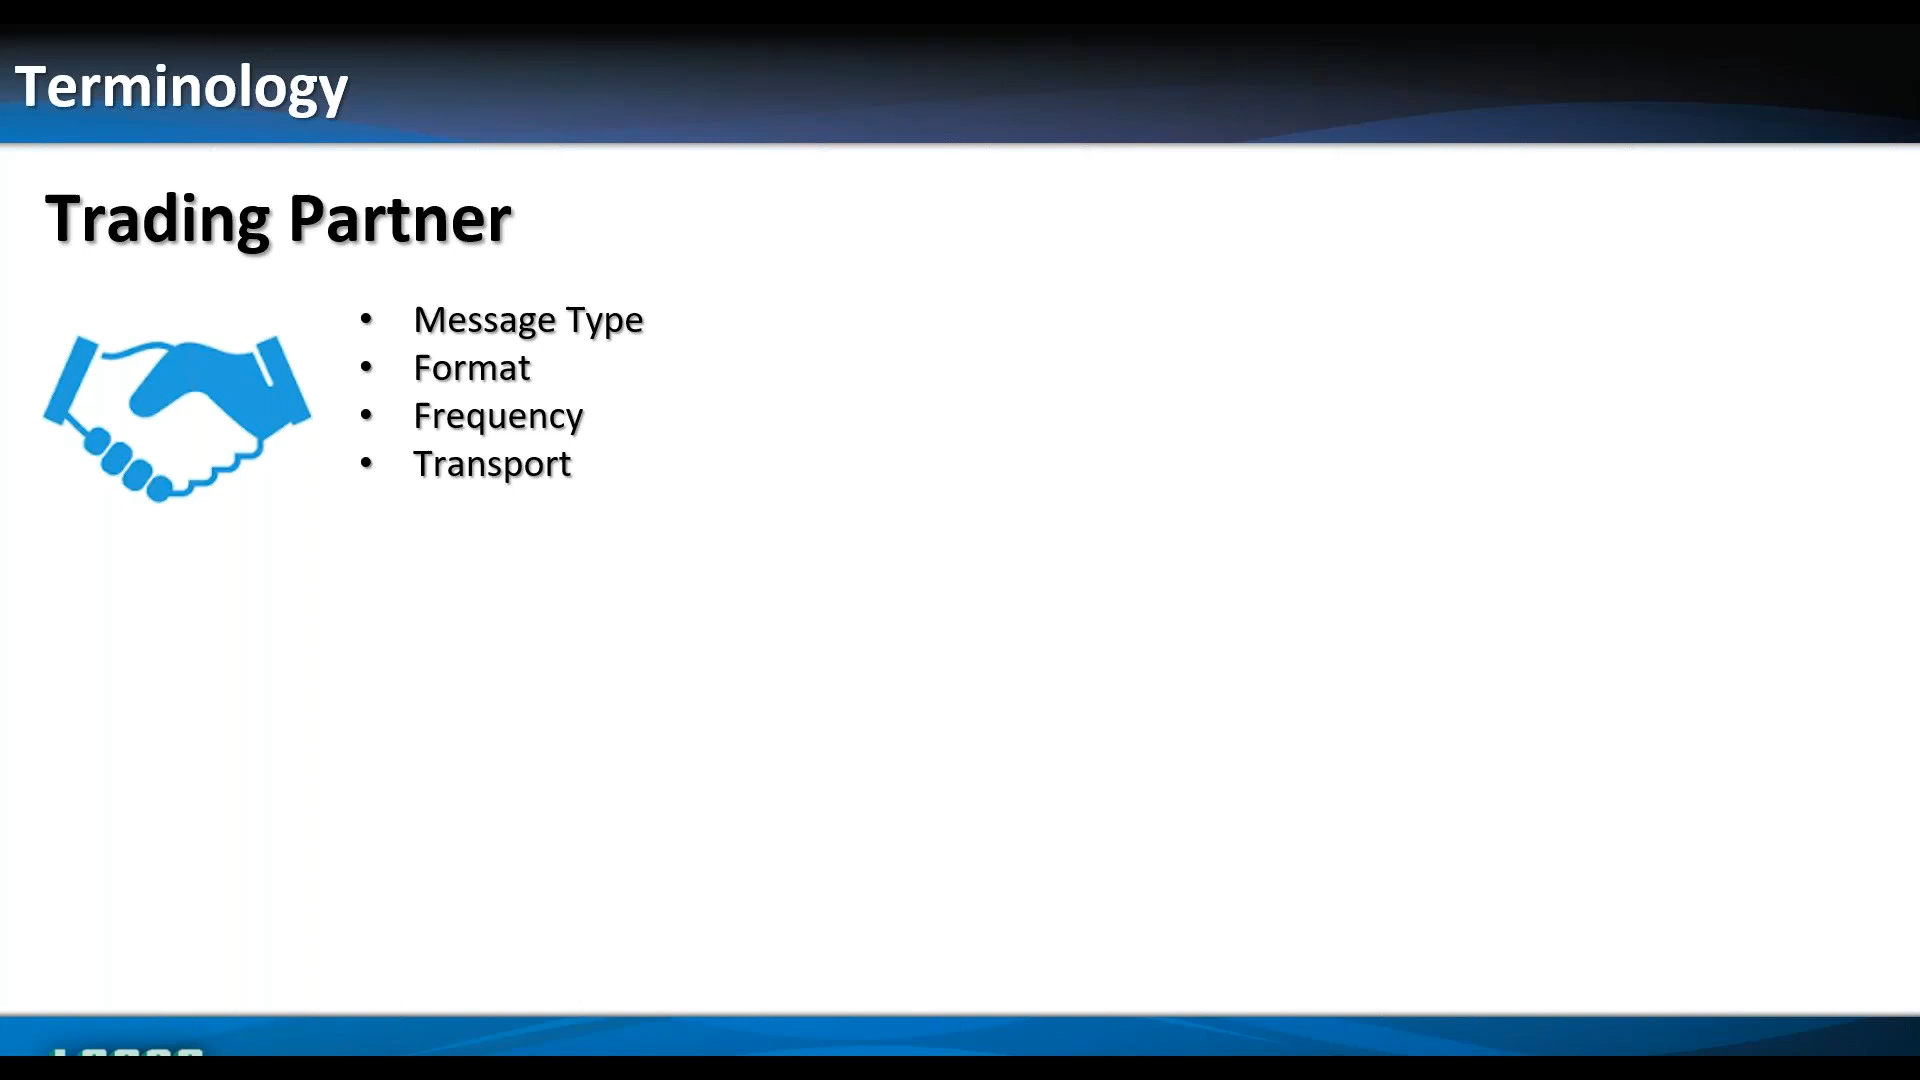 Terminology
Trading Partner
• Message Type
• Format
• Frequency
• Transport